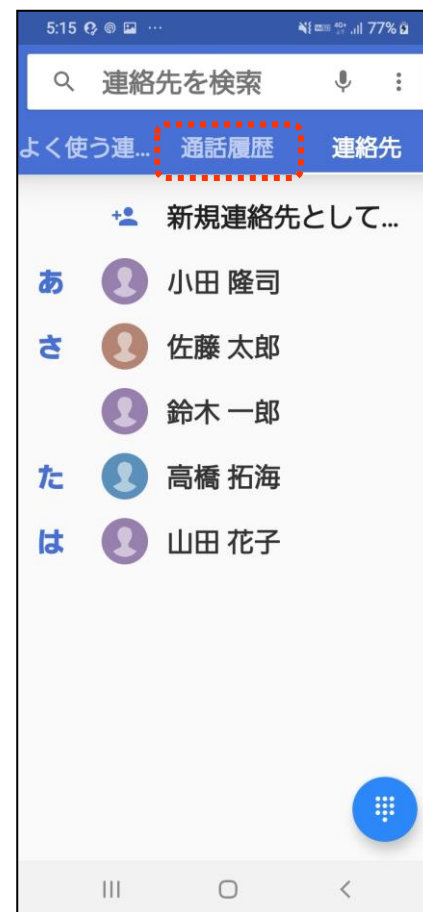 5:15 ... 77%
連絡先を検索
よく使う連... 通話履歴 連絡先
新規連絡先として...
あ 小田 隆司
さ 佐藤 太郎
鈴木 一郎
た 高橋 拓海
は 山田 花子